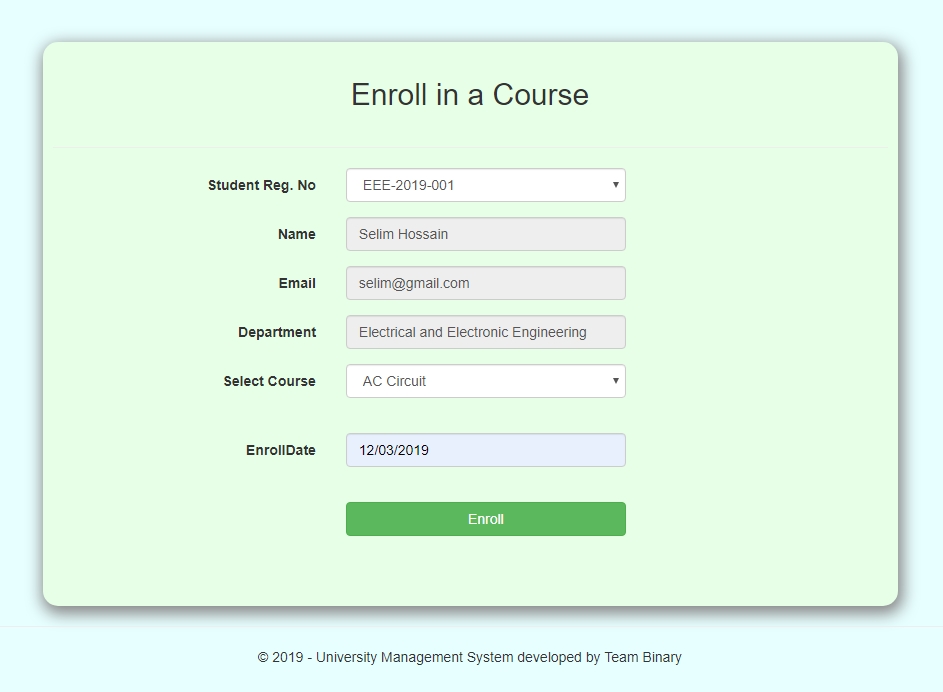 Enroll in a Course
Student Reg. No EEE-2019-001
Name Selim Hossain
Email selim@gmail.com
Department Electrical and Electronic Engineering
Select Course AC Circuit
EnrollDate 12/03/2019
Enroll
© 2019 - University Management System developed by Team Binary